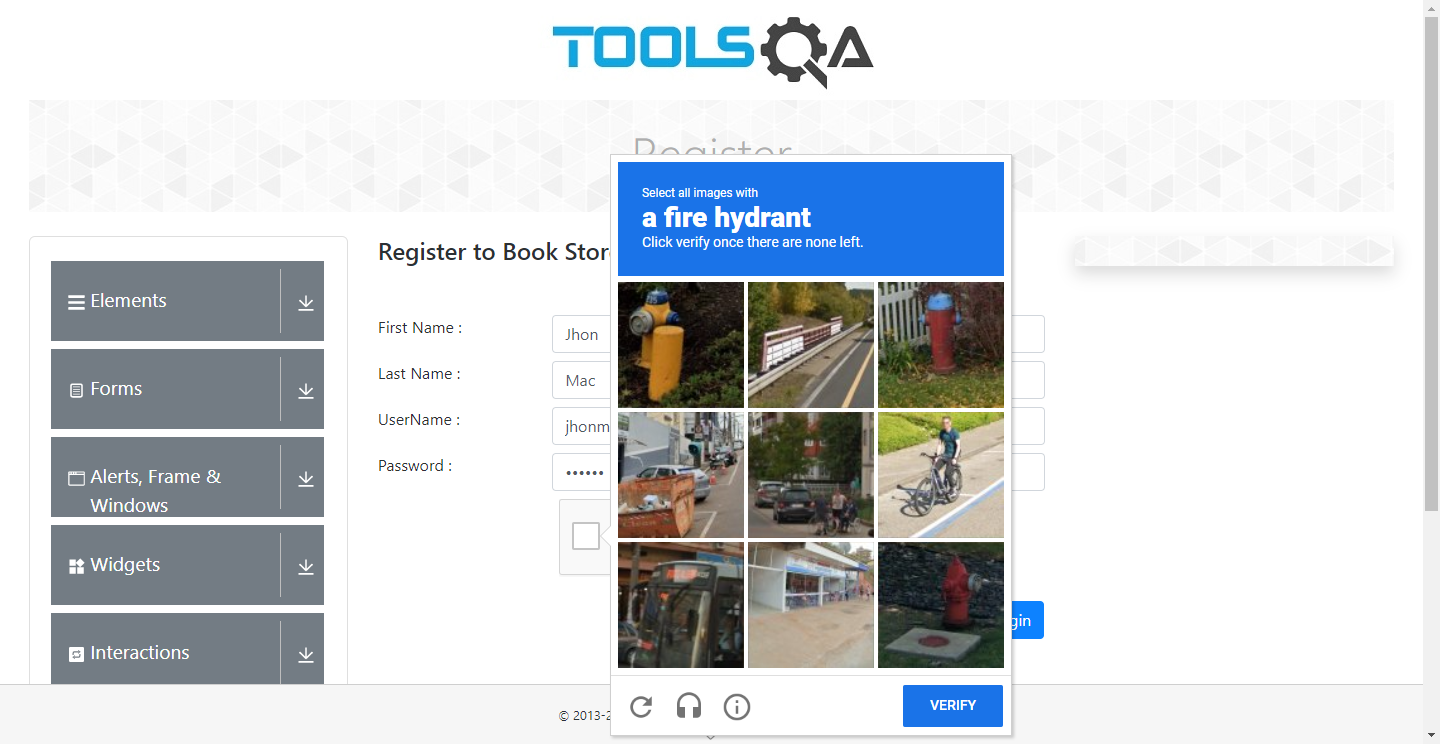 TOOLSQA
Register
Select all images with
a fire hydrant
Click verify once there are none left.
Register to Book Stor
Elements
Forms
Alerts, Frame &
Windows
Widgets
Interactions
First Name :
Jhon
Last Name :
Mac
UserName :
jhonm
Password :
••••••
gin
VERIFY
© 2013-2